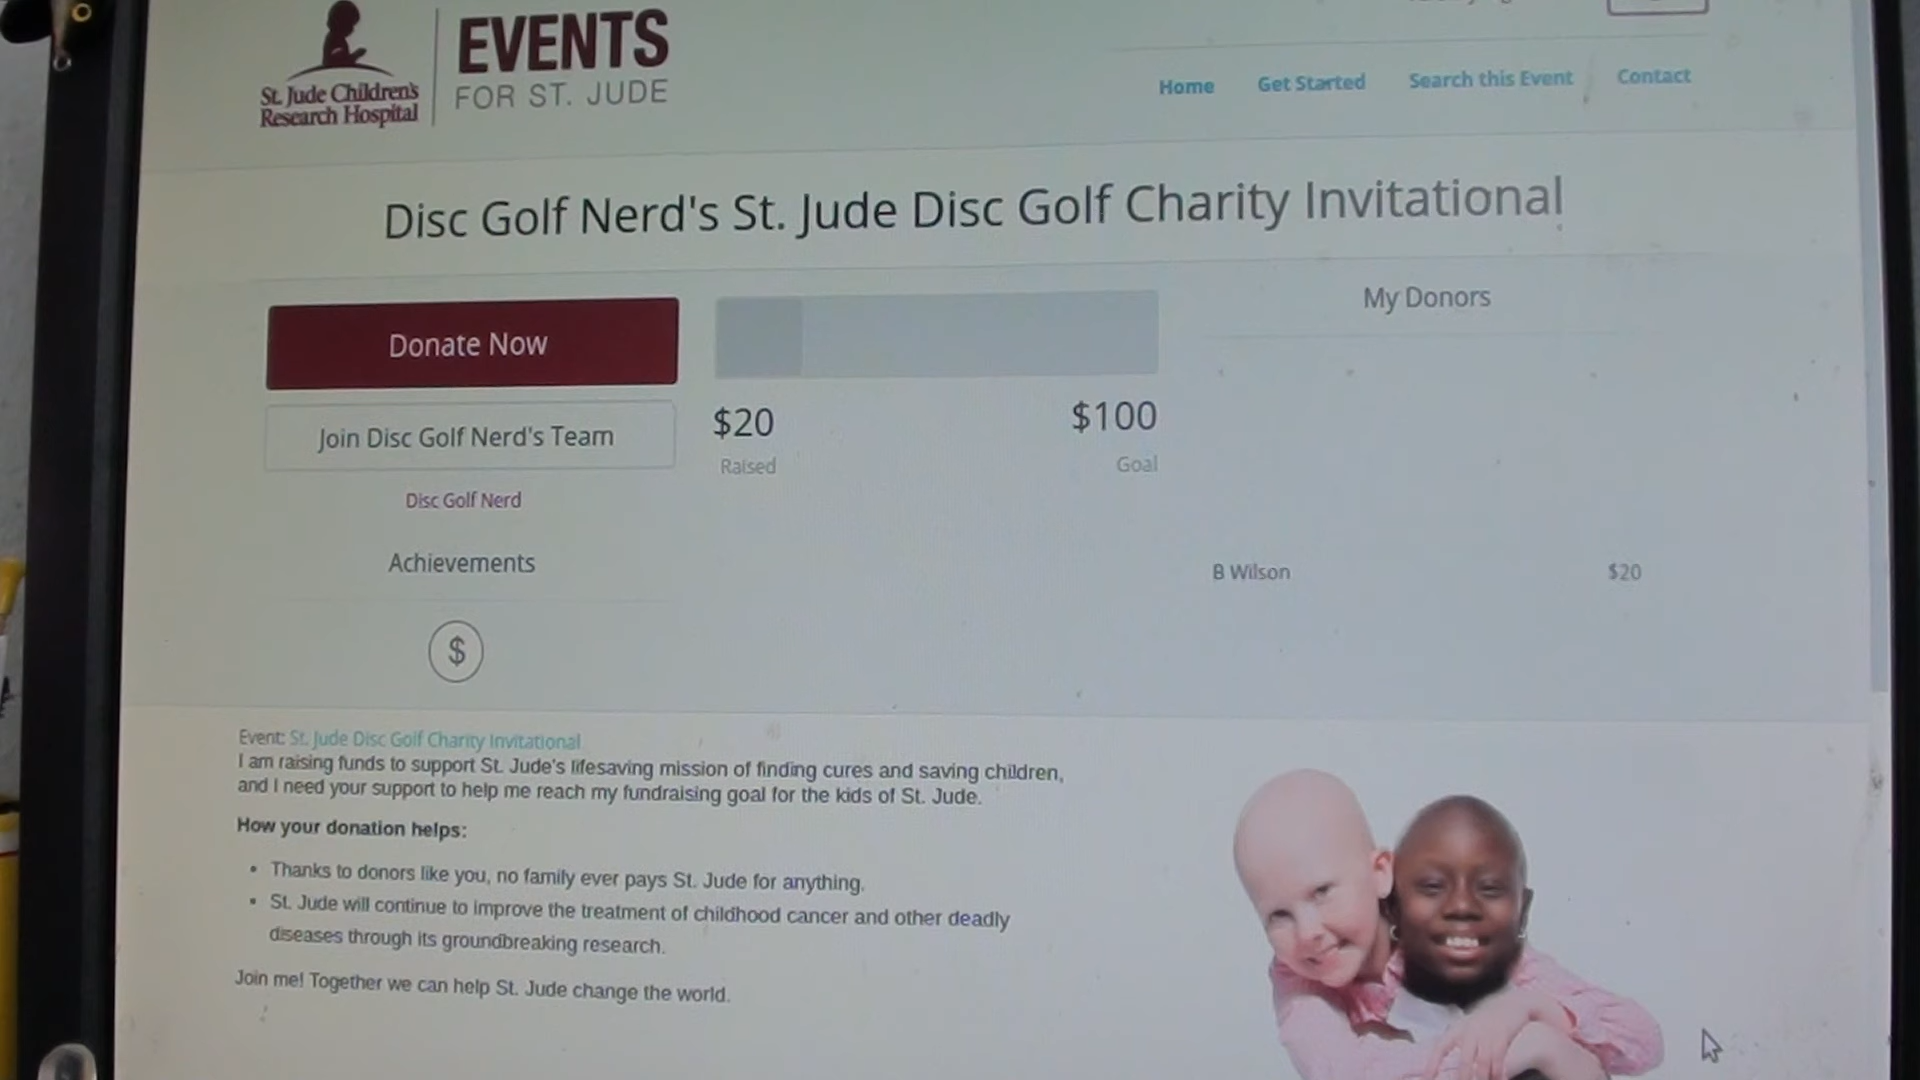 St. Jude Children's
Research Hospital
EVENTS
FOR ST. JUDE
Home
Get Started
Search this Event
Contact
Disc Golf Nerd's St. Jude Disc Golf Charity Invitational
Donate Now
Join Disc Golf Nerd's Team
Disc Golf Nerd
Achievements
$
$20
Raised
$100
Goal
My Donors
B Wilson
$20
Event: St. Jude Disc Golf Charity Invitational
I am raising funds to support St. Jude's lifesaving mission of finding cures and saving children,
and I need your support to help me reach my fundraising goal for the kids of St. Jude.
How your donation helps:
• Thanks to donors like you, no family ever pays St. Jude for anything.
• St. Jude will continue to improve the treatment of childhood cancer and other deadly
diseases through its groundbreaking research.
Join me! Together we can help St. Jude change the world.